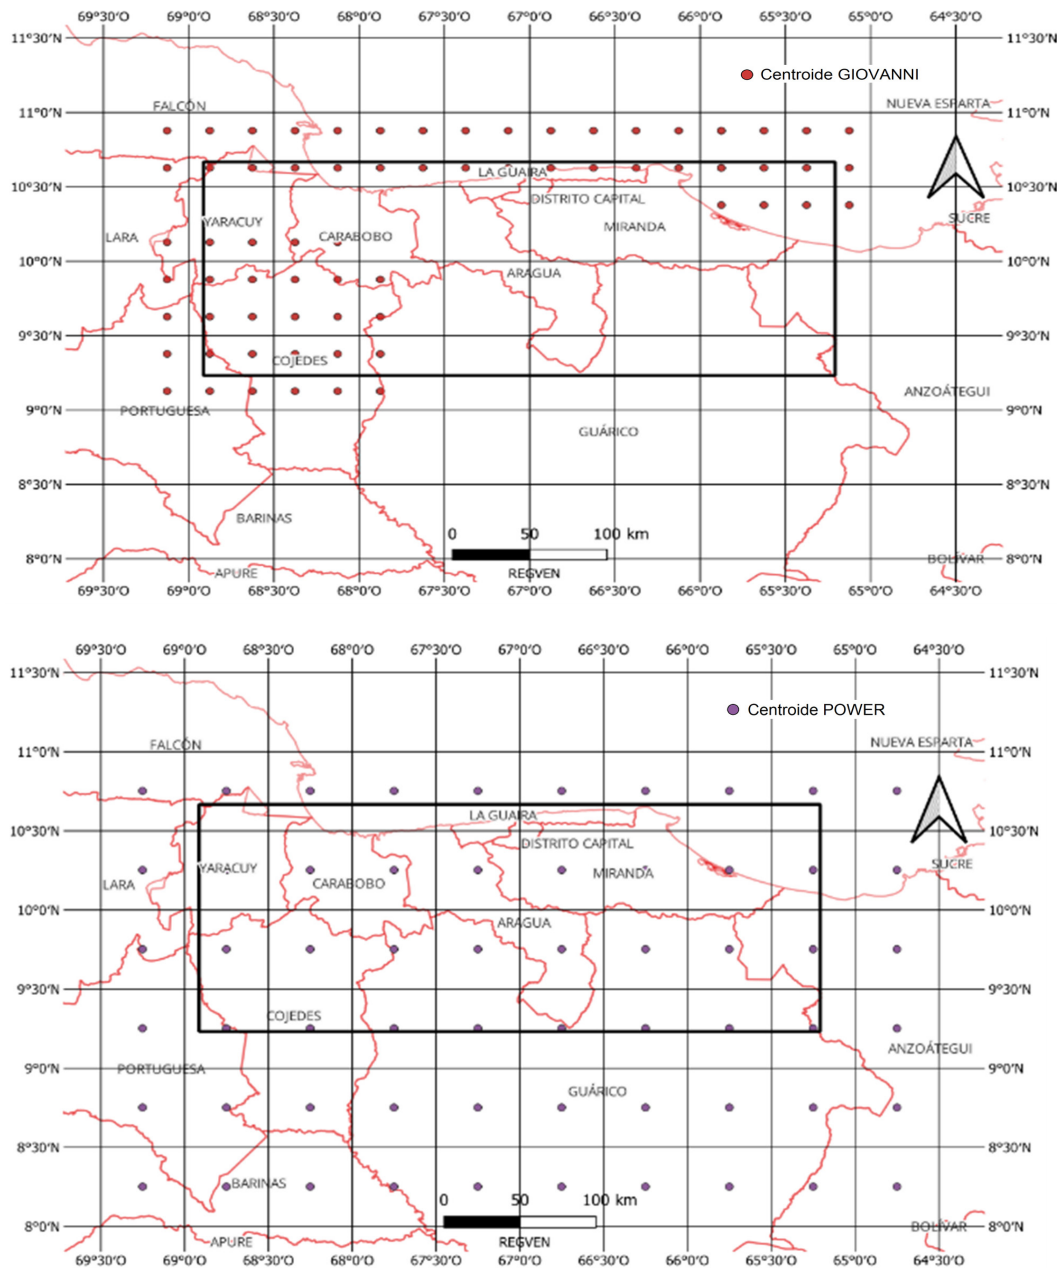 69°30'O 69°0'O 68°30'O 68°0'O 67°30'O 67°0'O 66°30'O 66°0'O 65°30'O 65°0'O 64°30'O
11°30'N 11°30'N
Centroide GIOVANNI
FALCÓN NUEVA ESPARTA
11°0'N 11°0'N
LA GUAIRA
10°30'N 10°30'N
DISTRITO CAPITAL
YARACUY MIRANDA SUCRE
LARA CARABOBO
10°0'N 10°0'N
ARAGUA
9°30'N 9°30'N
COJEDES
ANZOÁTEGUI
PORTUGUESA
9°0'N 9°0'N
GUÁRICO
8°30'N 8°30'N
BARINAS
0 50 100 km
8°0'N BOLÍVAR 8°0'N
APURE REGVEN
69°30'O 69°0'O 68°30'O 68°0'O 67°30'O 67°0'O 66°30'O 66°0'O 65°30'O 65°0'O 64°30'O
69°30'O 69°0'O 68°30'O 68°0'O 67°30'O 67°0'O 66°30'O 66°0'O 65°30'O 65°0'O 64°30'O
11°30'N 11°30'N
Centroide POWER
FALCÓN NUEVA ESPARTA
11°0'N 11°0'N
LA GUAIRA
10°30'N 10°30'N
DISTRITO CAPITAL
YARACUY MIRANDA SUCRE
LARA CARABOBO
10°0'N 10°0'N
ARAGUA
9°30'N 9°30'N
COJEDES
ANZOÁTEGUI
9°0'N PORTUGUESA 9°0'N
GUÁRICO
8°30'N 8°30'N
BARINAS
0 50 100 km
8°0'N BOLÍVAR 8°0'N
APURE REGVEN
69°30'O 69°0'O 68°30'O 68°0'O 67°30'O 67°0'O 66°30'O 66°0'O 65°30'O 65°0'O 64°30'O